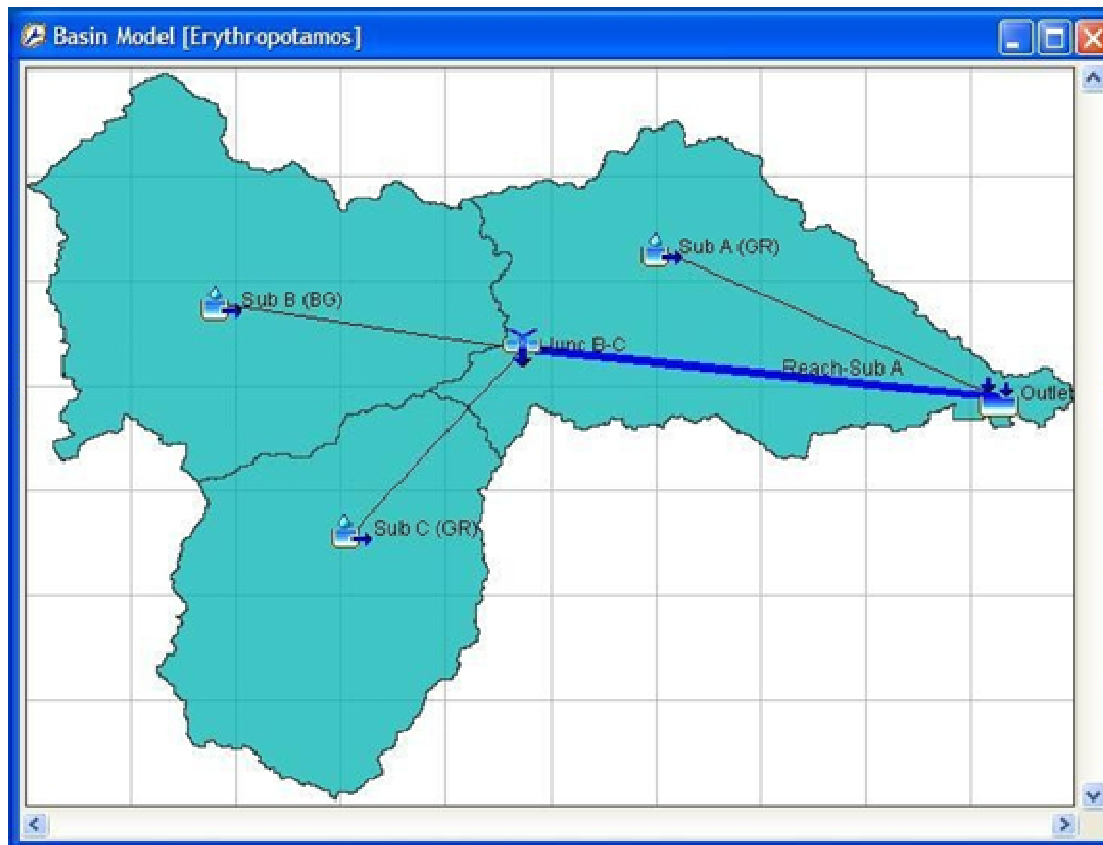 Basin Model [Erythropotamos]
Sub A (GR)
Sub B (BG)
Junc B-C
Reach-Sub A
Outlet
Sub C (GR)